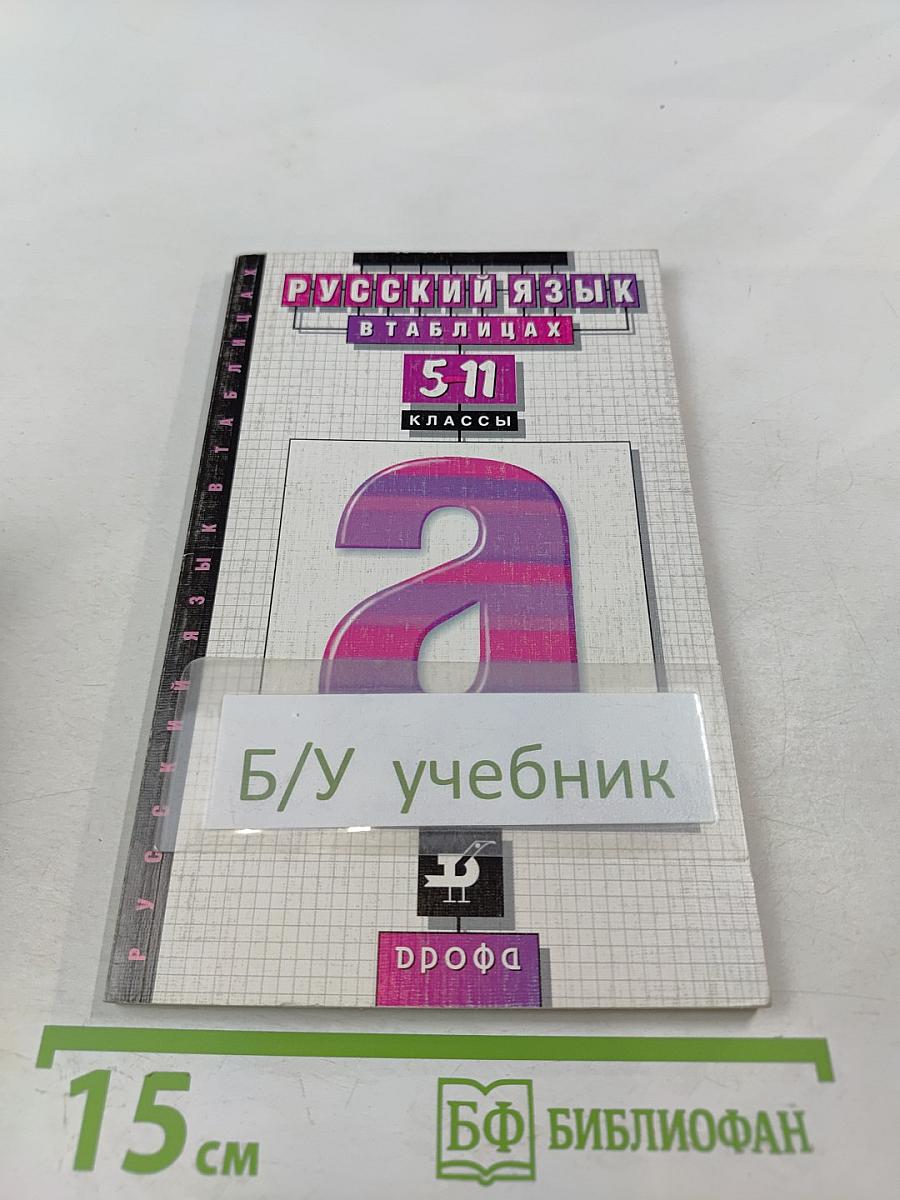 РУССКИЙ ЯЗЫК
В ТАБЛИЦАХ
5-11
КЛАССЫ
а
РУССКИЙ ЯЗЫК В ТАБЛИЦАХ
Б/У учебник
дрофа
15 см
БФ БИБЛИОФАН